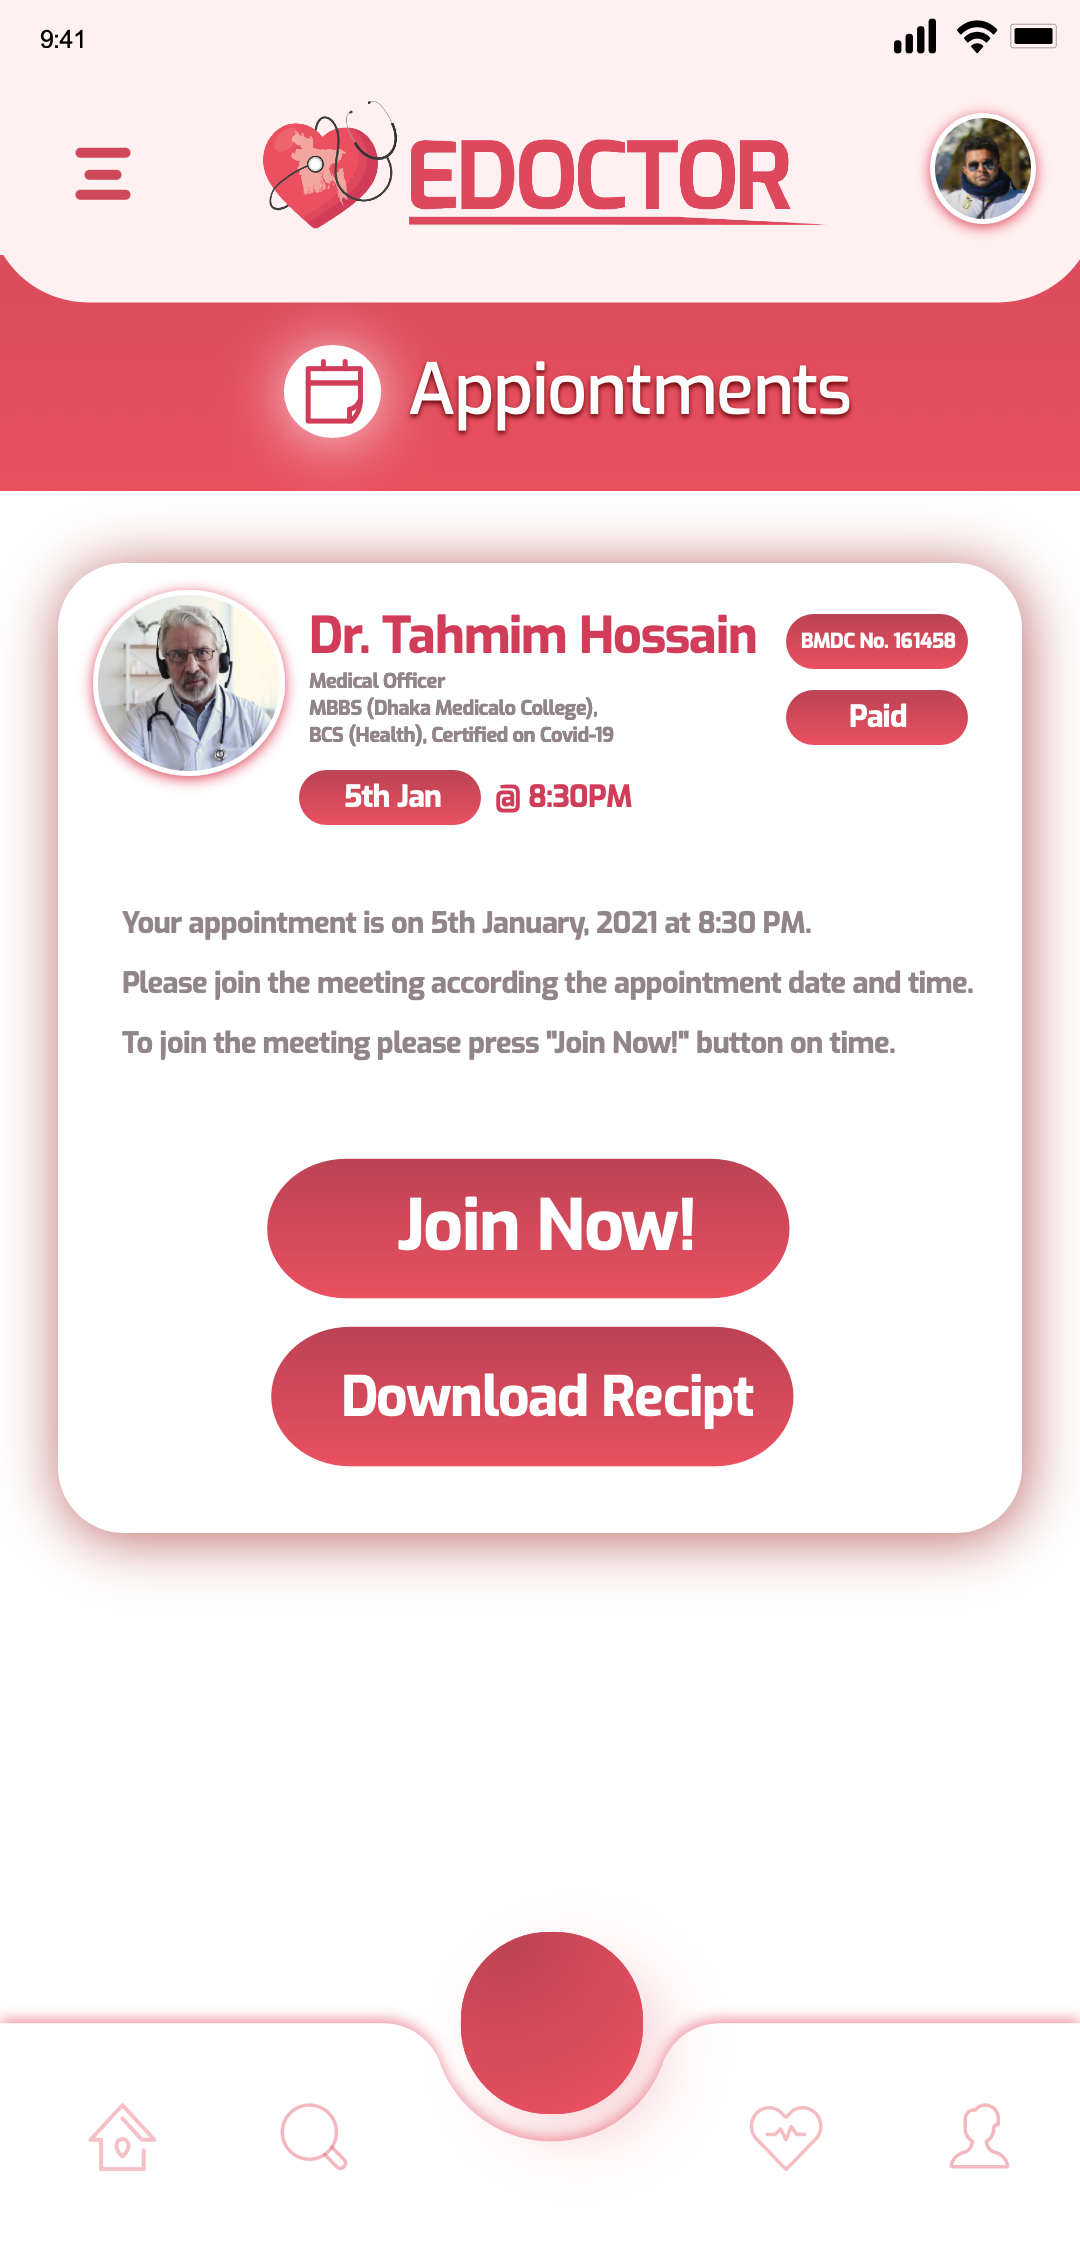 9:41
EDOCTOR
Appiontments
Dr. Tahmim Hossain
BMDC No. 161458
Medical Officer
MBBS (Dhaka Medicalo College),
BCS (Health), Certified on Covid-19
Paid
5th Jan @ 8:30PM
Your appointment is on 5th January, 2021 at 8:30 PM.
Please join the meeting according the appointment date and time.
To join the meeting please press "Join Now!" button on time.
Join Now!
Download Recipt